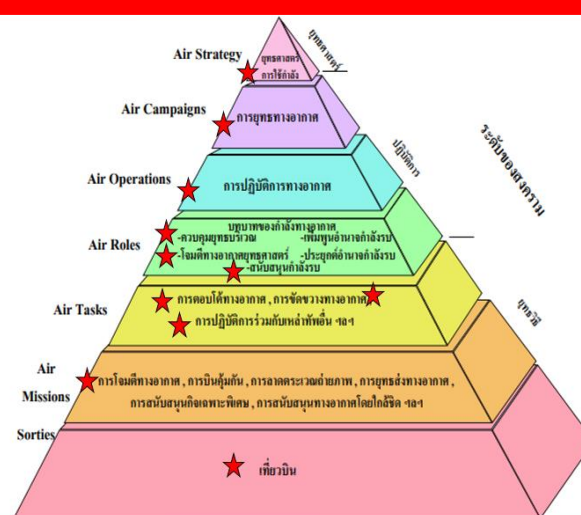 Air Strategy
ยุทธศาสตร์
การใช้กำลัง
ยุทธศาสตร์
Air Campaigns
การยุทธทางอากาศ
Air Operations
การปฏิบัติการทางอากาศ
ปฏิบัติการ
ระดับของสงคราม
Air Roles
บทบาทของกำลังทางอากาศ
-ควบคุมยุทธบริเวณ -เพิ่มพูนอำนาจกำลังรบ
-โจมตีทางอากาศยุทธศาสตร์ -ประยุกต์อำนาจกำลังรบ
-สนับสนุนกำลังรบ
Air Tasks
การตอบโต้ทางอากาศ , การขัดขวางทางอากาศ
การปฏิบัติการร่วมกับเหล่าทัพอื่น ฯลฯ
ยุทธวิธี
Air
Missions
การโจมตีทางอากาศ , การบินคุ้มกัน , การลาดตระเวณถ่ายภาพ , การยุทธส่งทางอากาศ ,
การสนับสนุนกิจเฉพาะพิเศษ , การสนับสนุนทางอากาศโดยใกล้ชิด ฯลฯ
Sorties
เที่ยวบิน